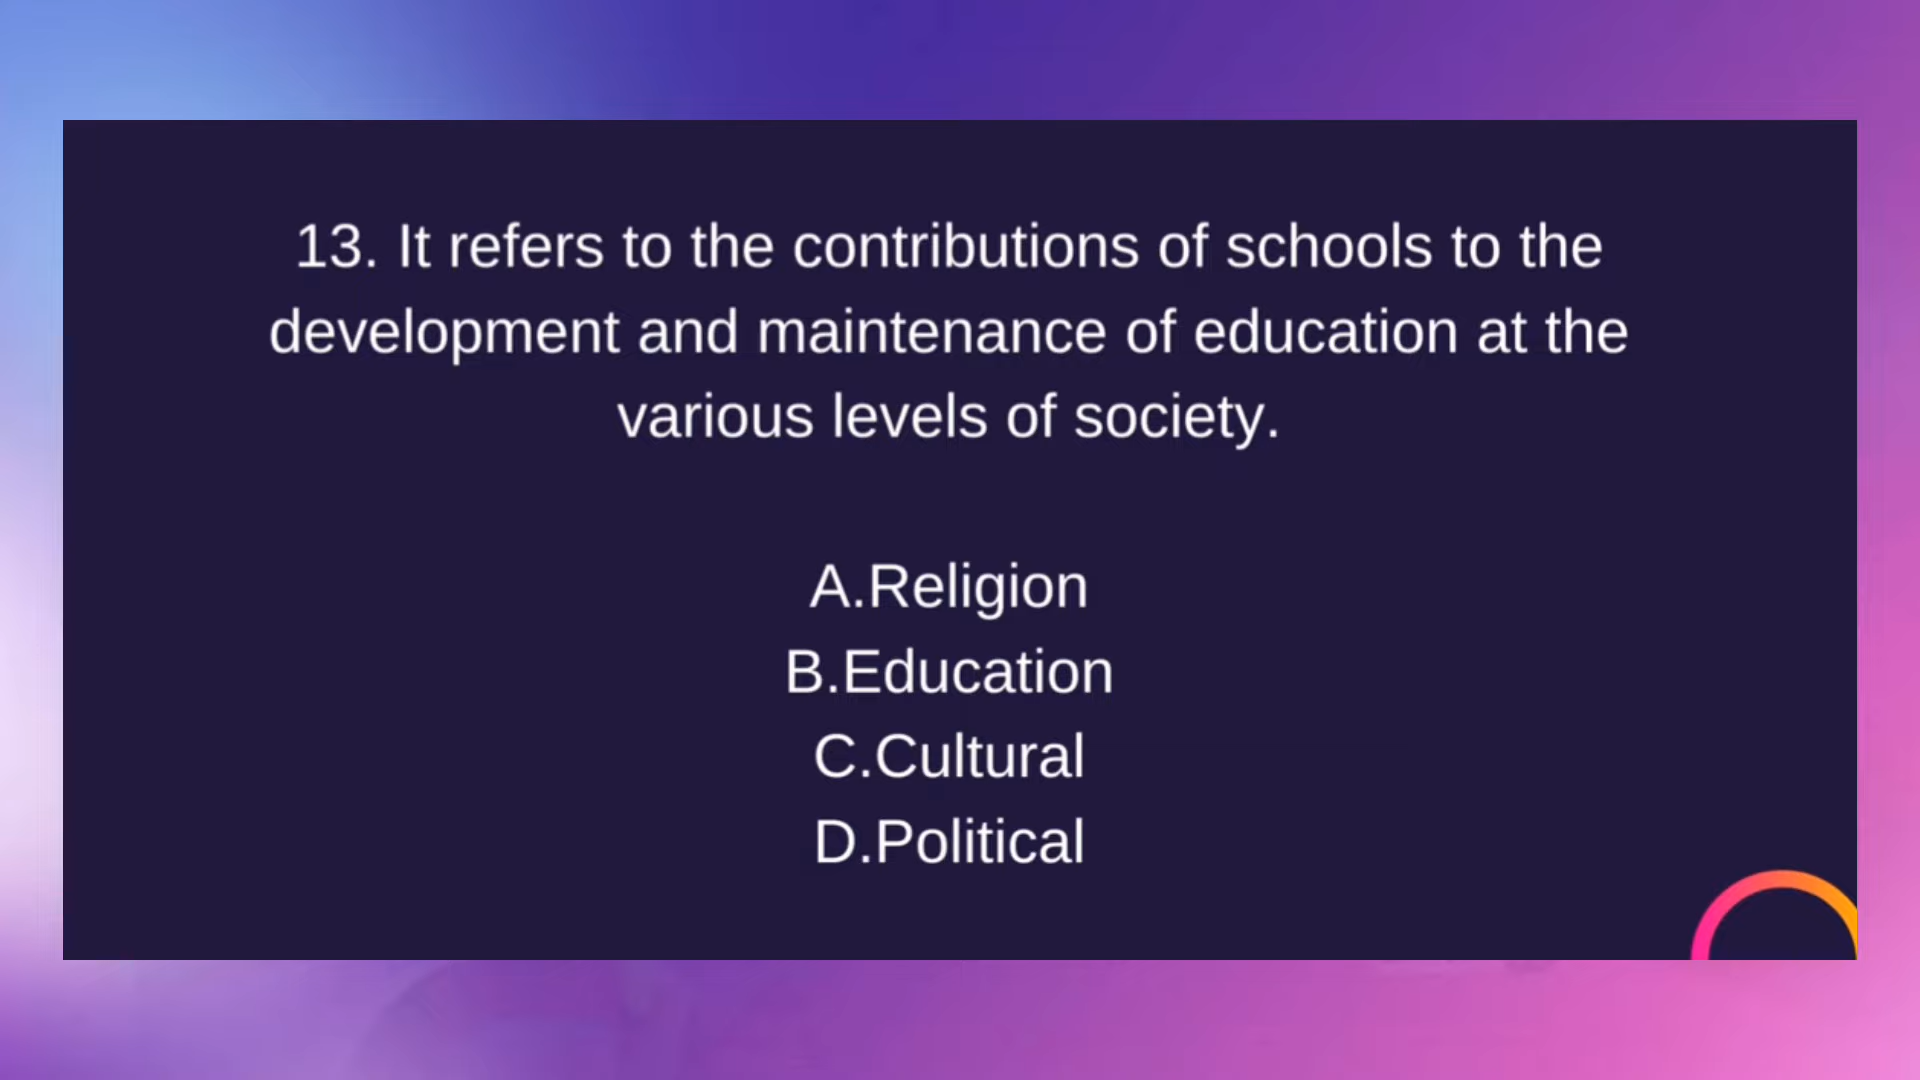 13. It refers to the contributions of schools to the
development and maintenance of education at the
various levels of society.
A.Religion
B.Education
C.Cultural
D.Political